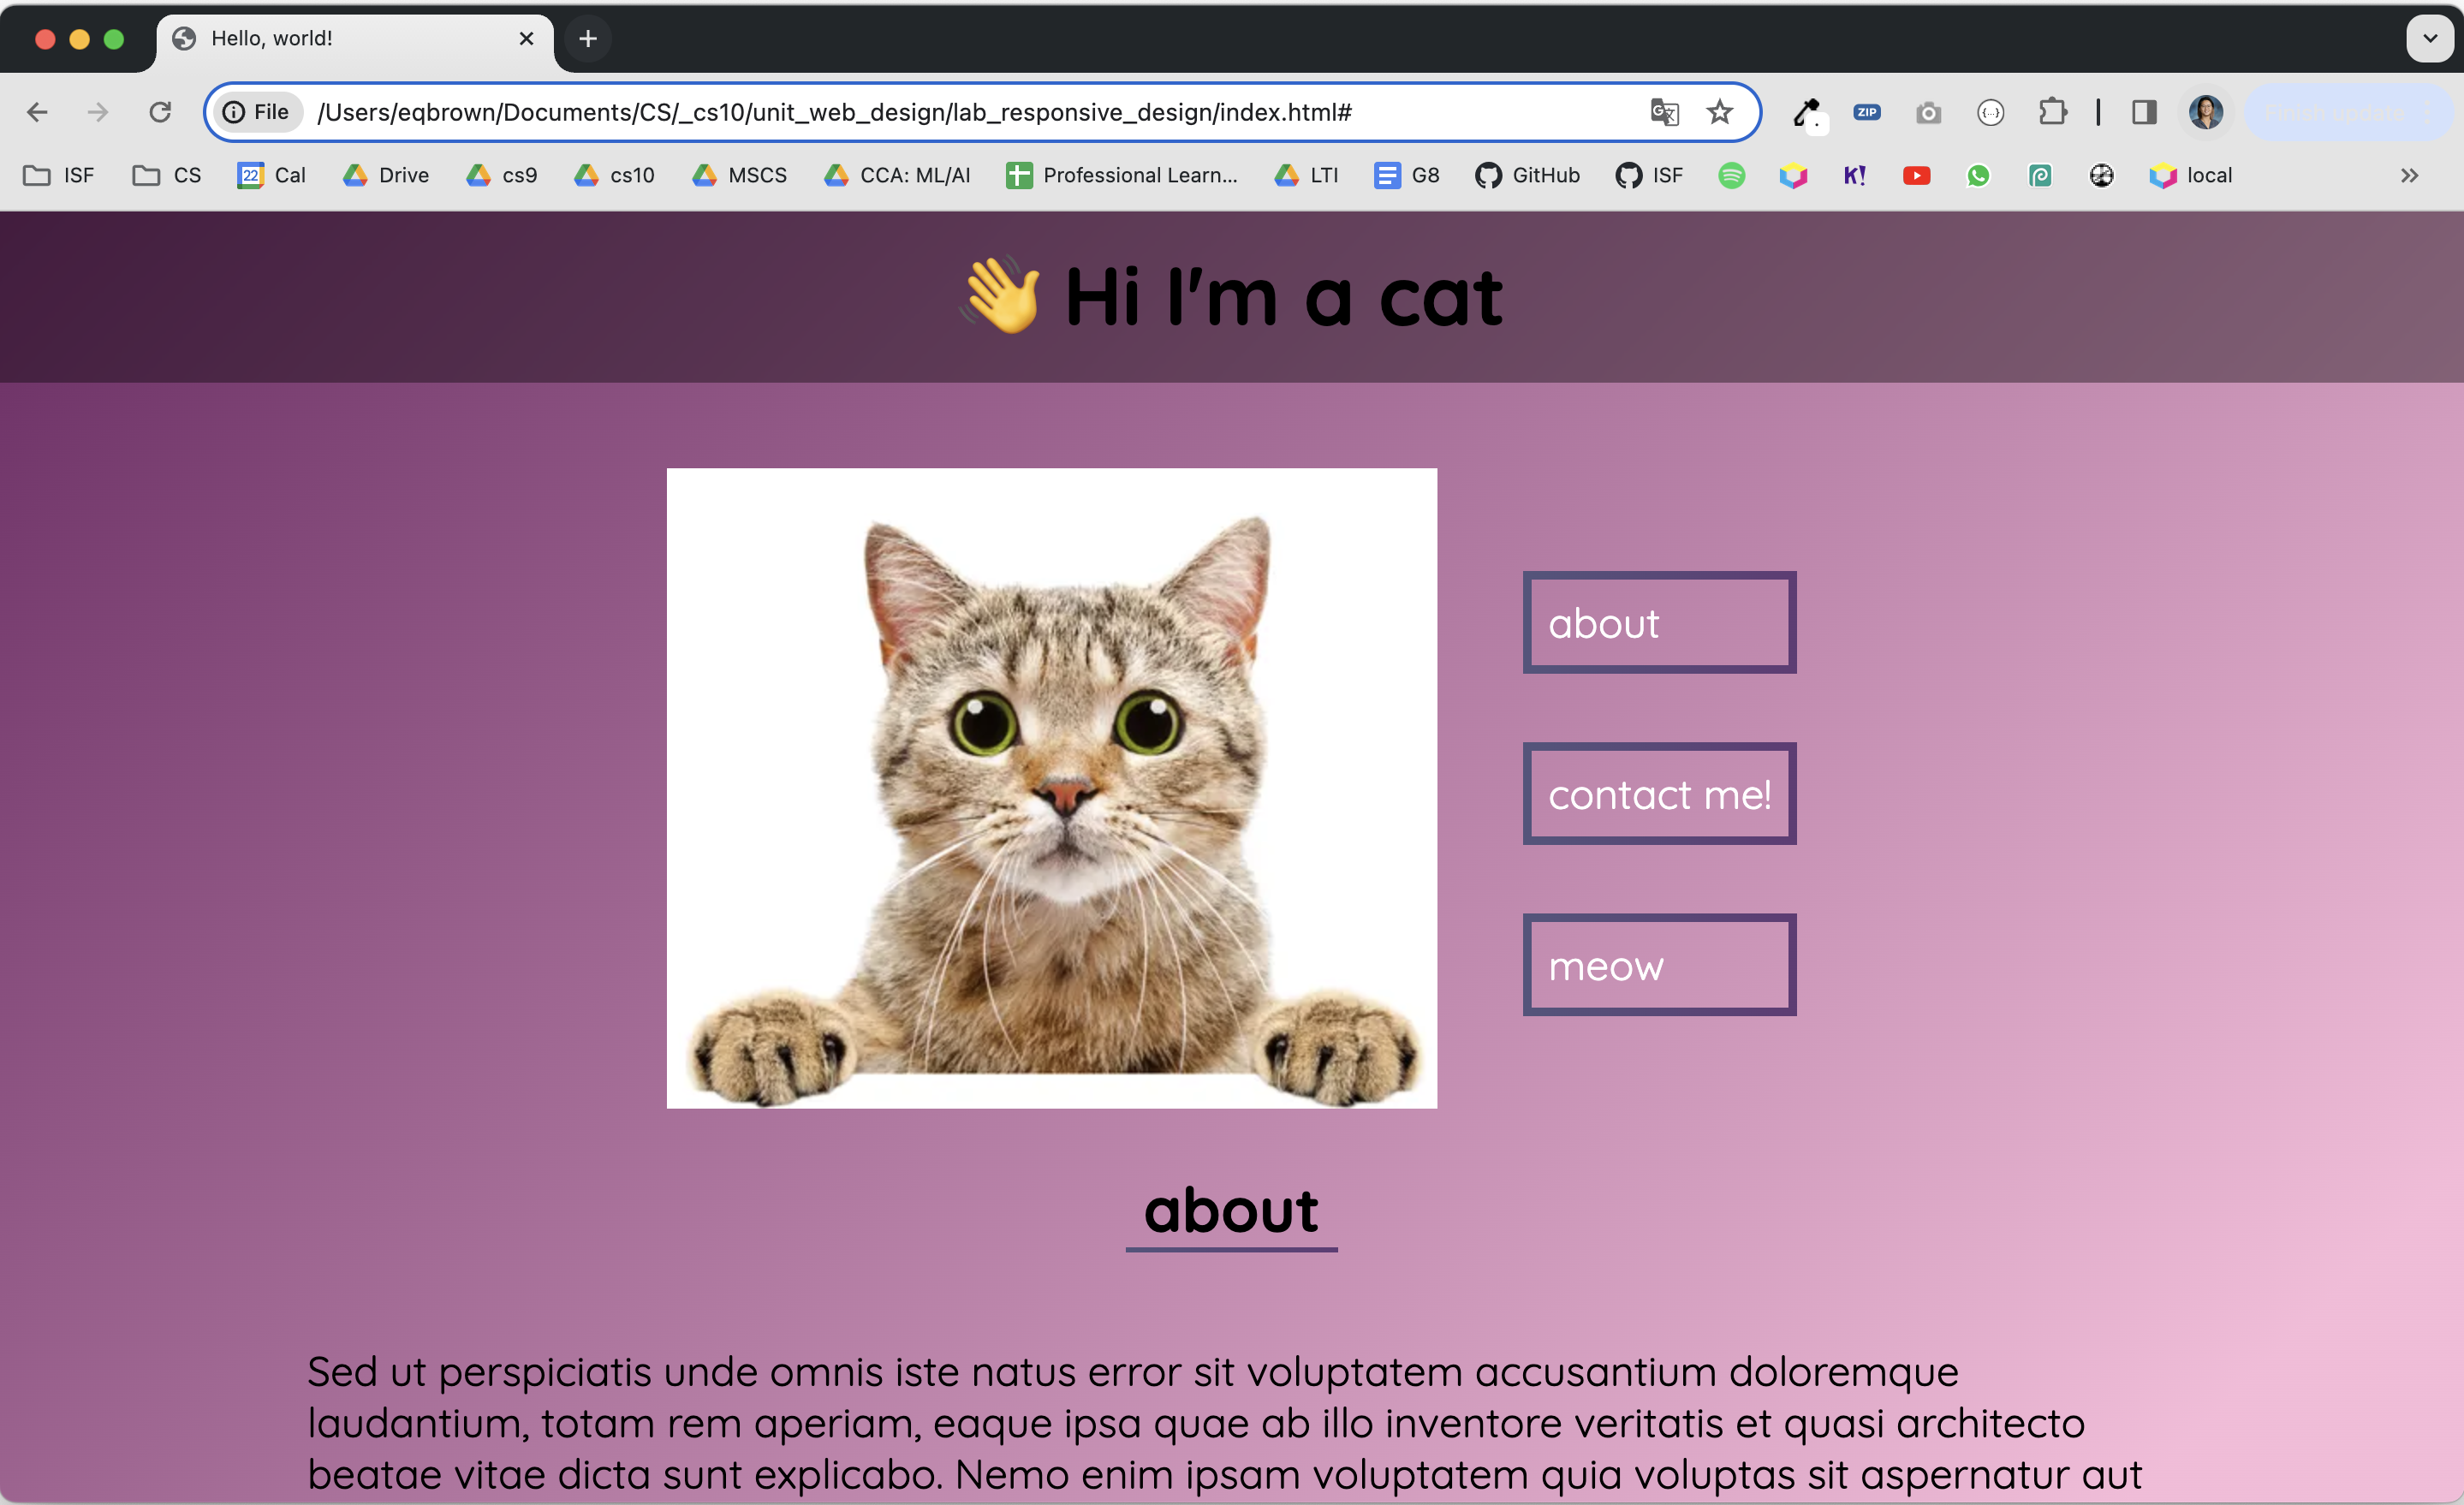 Hello, world!
File /Users/eqbrown/Documents/CS/_cs10/unit_web_design/lab_responsive_design/index.html#
ZIP
Finish update
ISF CS 22 Cal Drive cs9 cs10 MSCS CCA: ML/AI Professional Learn... LTI G8 GitHub ISF K! local
👋 Hi I'm a cat
about
contact me!
meow
about
Sed ut perspiciatis unde omnis iste natus error sit voluptatem accusantium doloremque
laudantium, totam rem aperiam, eaque ipsa quae ab illo inventore veritatis et quasi architecto
beatae vitae dicta sunt explicabo. Nemo enim ipsam voluptatem quia voluptas sit aspernatur aut